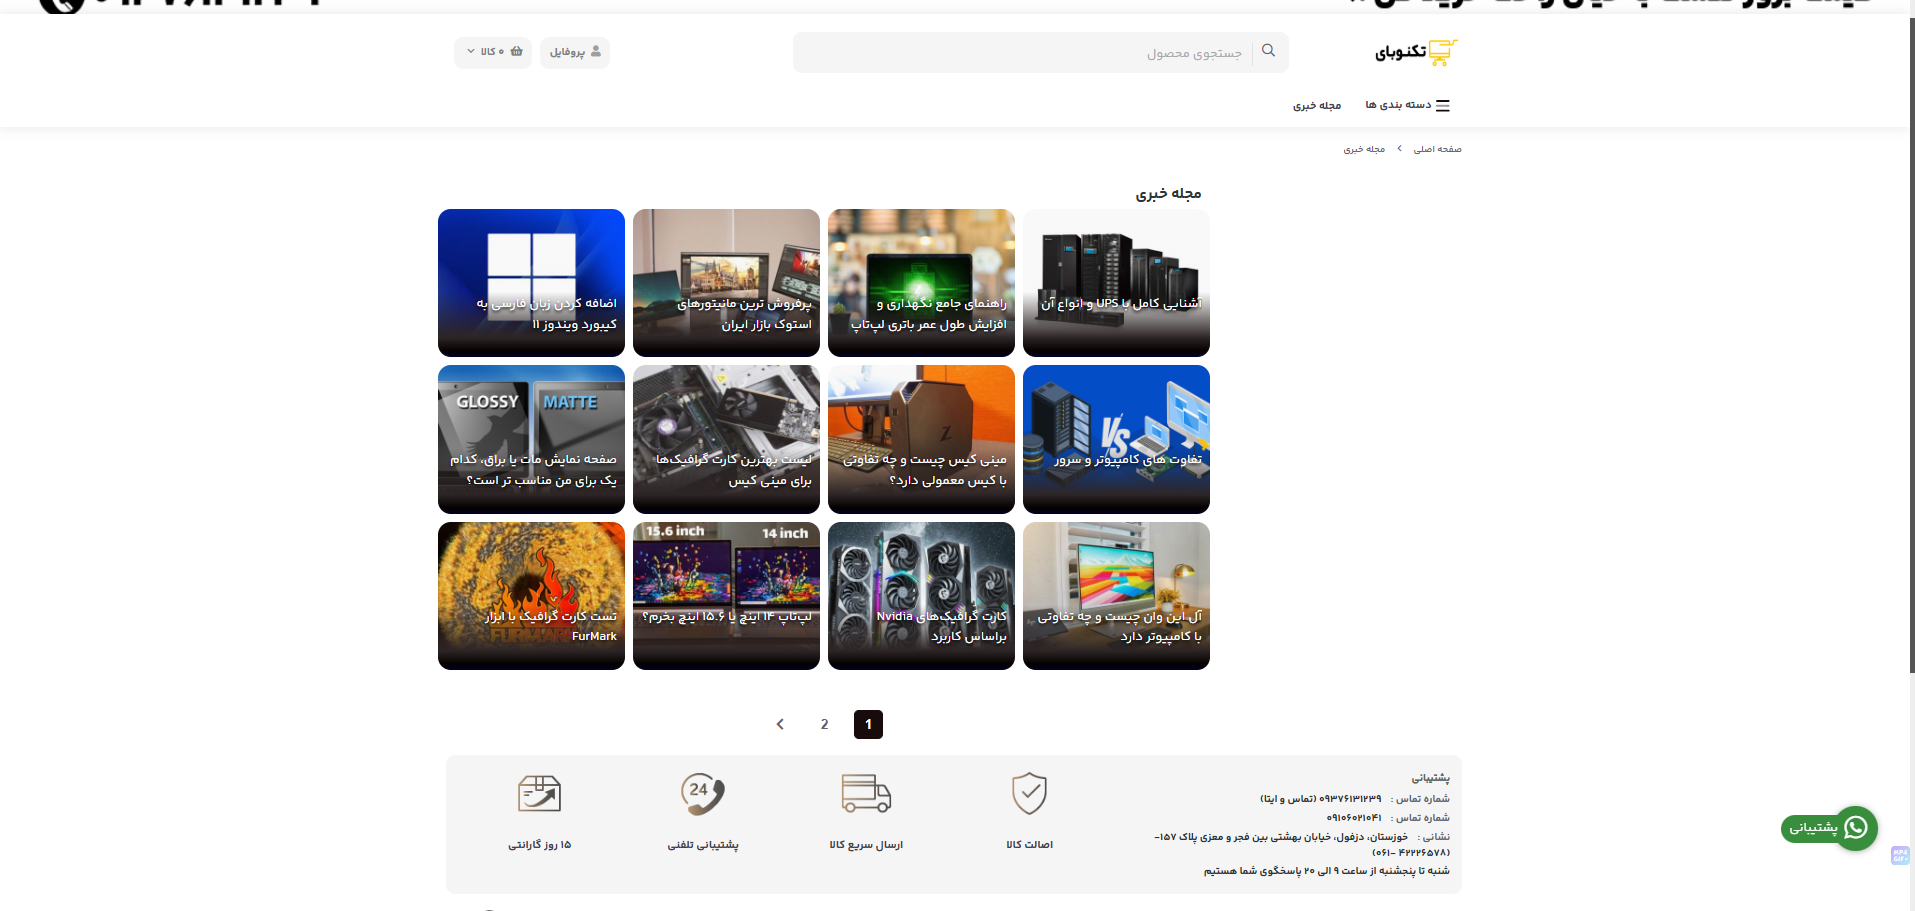 تکنوبای
جستجوی محصول
پروفایل
۰ کالا
دسته بندی ها
مجله خبری
صفحه اصلی
مجله خبری
مجله خبری
آشنایی کامل با UPS و انواع آن
راهنمای جامع نگهداری و
افزایش طول عمر باتری لپ‌تاپ
پرفروش ترین مانیتورهای
استوک بازار ایران
اضافه کردن زبان فارسی به
کیبورد ویندوز ۱۱
VS
تفاوت های کامپیوتر و سرور
مینی کیس چیست و چه تفاوتی
با کیس معمولی دارد؟
لیست بهترین کارت گرافیک‌ها
برای مینی کیس
GLOSSY
MATTE
صفحه نمایش مات یا براق، کدام
یک برای من مناسب تر است؟
آل این وان چیست و چه تفاوتی
با کامپیوتر دارد
کارت گرافیک‌های Nvidia
براساس کاربرد
15.6 inch
14 inch
لپ‌تاپ ۱۴ اینچ یا ۱۵.۶ اینچ بخرم؟
تست کارت گرافیک با ابزار
FurMark
FURMARK
1
2
پشتیبانی
شماره تماس : ۰۹۳۷۶۱۳۱۲۳۹ (تماس و ایتا)
شماره تماس : ۰۹۱۰۶۰۲۱۰۴۱
نشانی : خوزستان، دزفول، خیابان بهشتی بین فجر و معزی پلاک ۱۵۷-
(۴۲۲۲۶۵۷۸ -۰۶۱)
شنبه تا پنجشنبه از ساعت ۹ الی ۲۰ پاسخگوی شما هستیم
اصالت کالا
ارسال سریع کالا
24
پشتیبانی تلفنی
۱۵ روز گارانتی
پشتیبانی
MP4
GIF